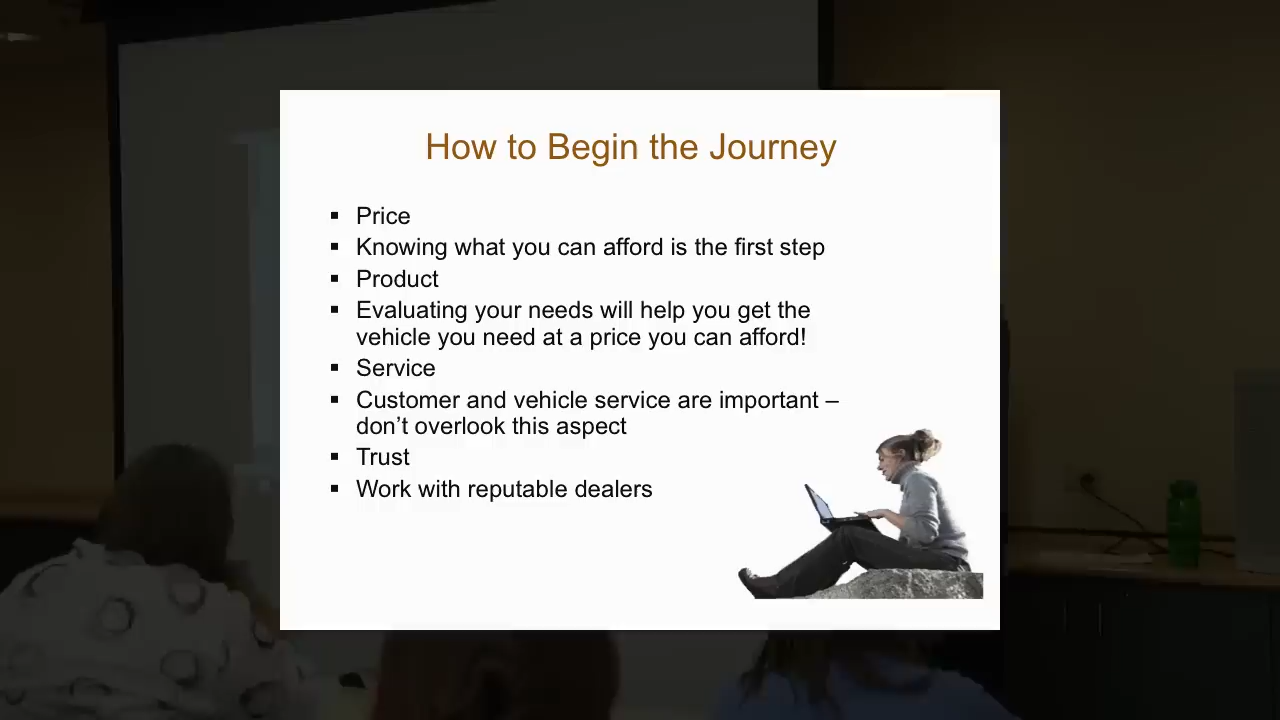 How to Begin the Journey
▪ Price
▪ Knowing what you can afford is the first step
▪ Product
▪ Evaluating your needs will help you get the
vehicle you need at a price you can afford!
▪ Service
▪ Customer and vehicle service are important –
don’t overlook this aspect
▪ Trust
▪ Work with reputable dealers